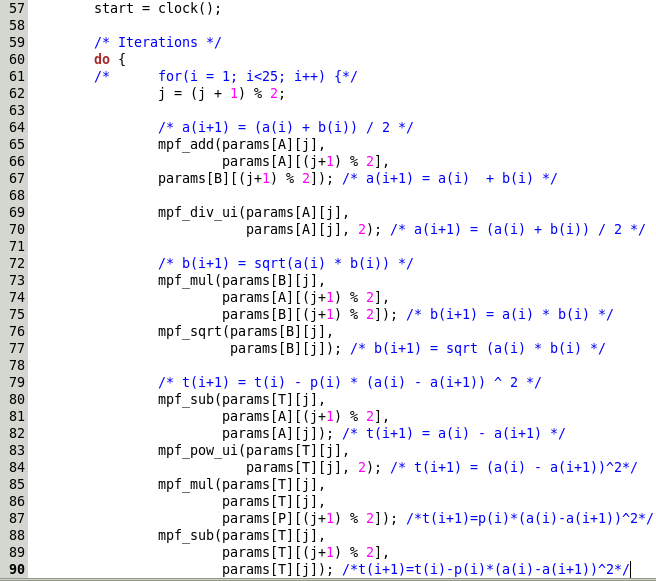 57 start = clock();
58
59 /* Iterations */
60 do {
61 /* for(i = 1; i<25; i++) {*/
62 j = (j + 1) % 2;
63
64 /* a(i+1) = (a(i) + b(i)) / 2 */
65 mpf_add(params[A][j],
66 params[A][(j+1) % 2],
67 params[B][(j+1) % 2]); /* a(i+1) = a(i)  + b(i) */
68
69 mpf_div_ui(params[A][j],
70 params[A][j], 2); /* a(i+1) = (a(i) + b(i)) / 2 */
71
72 /* b(i+1) = sqrt(a(i) * b(i)) */
73 mpf_mul(params[B][j],
74 params[A][(j+1) % 2],
75 params[B][(j+1) % 2]); /* b(i+1) = a(i) * b(i) */
76 mpf_sqrt(params[B][j],
77 params[B][j]); /* b(i+1) = sqrt (a(i) * b(i) */
78
79 /* t(i+1) = t(i) - p(i) * (a(i) - a(i+1)) ^ 2 */
80 mpf_sub(params[T][j],
81 params[A][(j+1) % 2],
82 params[A][j]); /* t(i+1) = a(i) - a(i+1) */
83 mpf_pow_ui(params[T][j],
84 params[T][j], 2); /* t(i+1) = (a(i) - a(i+1))^2*/
85 mpf_mul(params[T][j],
86 params[T][j],
87 params[P][(j+1) % 2]); /*t(i+1)=p(i)*(a(i)-a(i+1))^2*/
88 mpf_sub(params[T][j],
89 params[T][(j+1) % 2],
90 params[T][j]); /*t(i+1)=t(i)-p(i)*(a(i)-a(i+1))^2*/